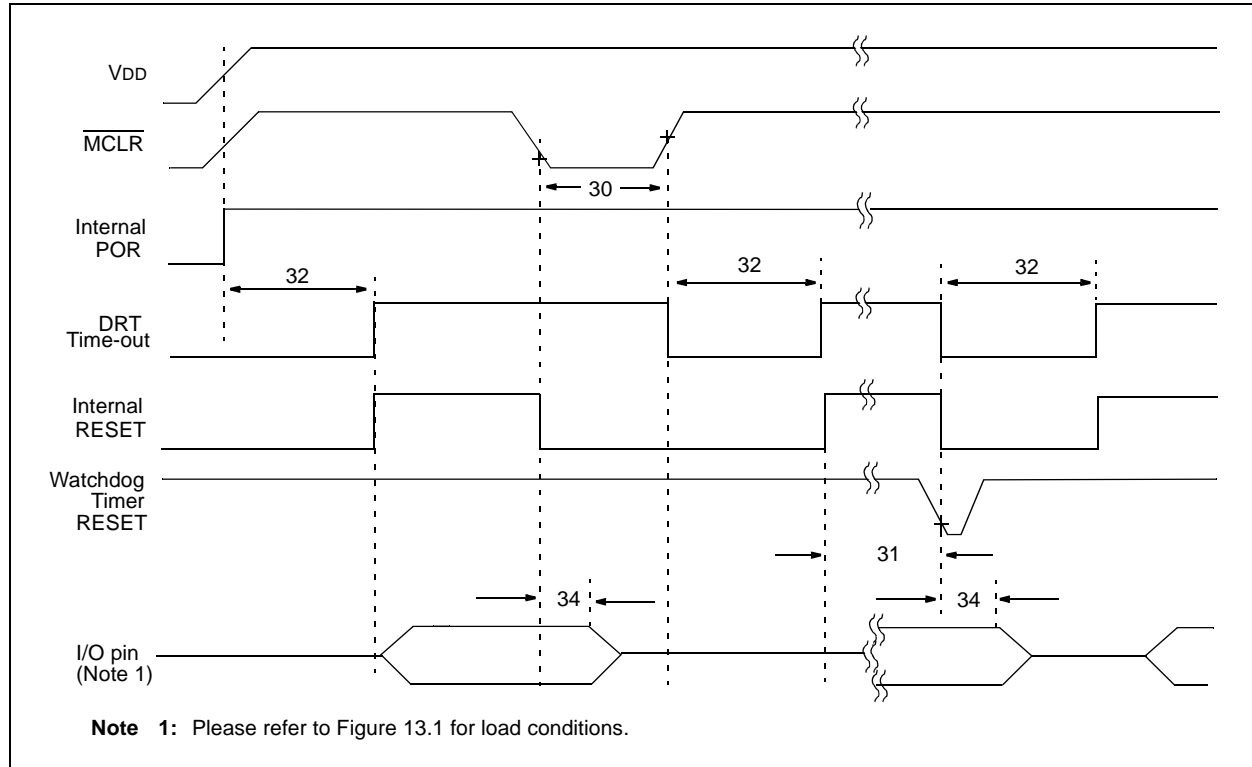 VDD
MCLR
30
Internal
POR
32
32
32
DRT
Time-out
Internal
RESET
Watchdog
Timer
RESET
31
34
34
I/O pin
(Note 1)
Note 1: Please refer to Figure 13.1 for load conditions.